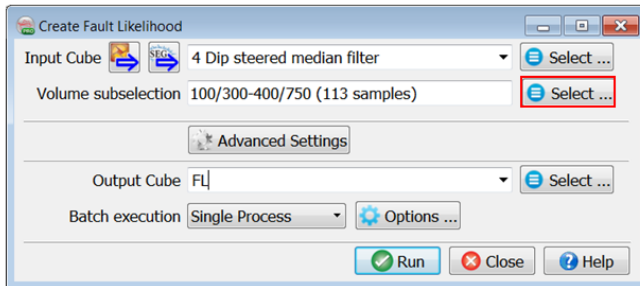 Create Fault Likelihood
Input Cube SEG 4 Dip steered median filter Select ...
Volume subselection 100/300-400/750 (113 samples) Select ...
Advanced Settings
Output Cube FL Select ...
Batch execution Single Process Options ...
Run Close Help